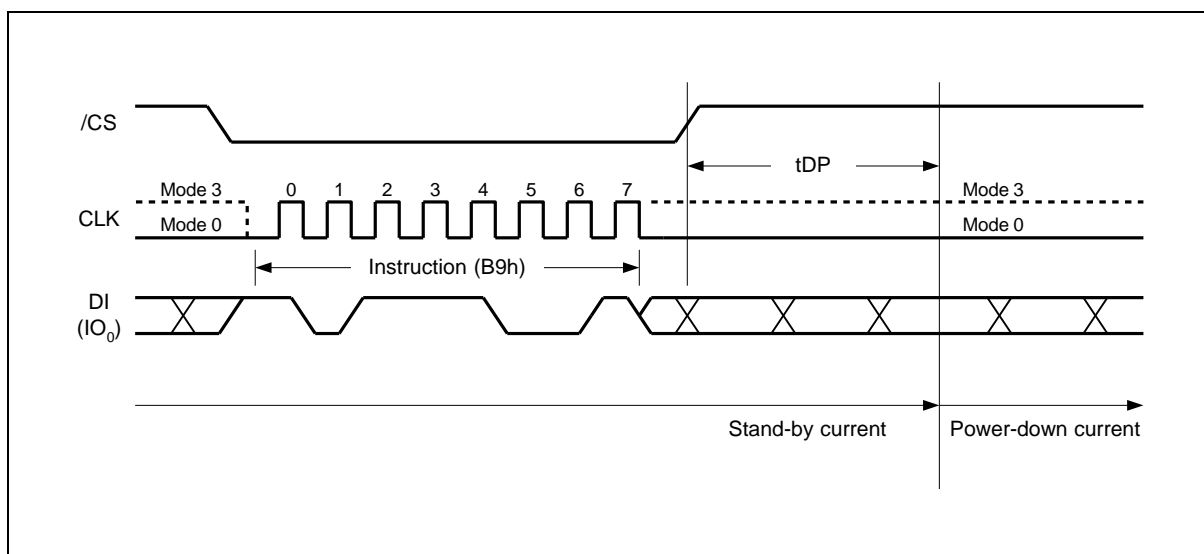 /CS
tDP
Mode 3
0 1 2 3 4 5 6 7
Mode 3
CLK
Mode 0
Mode 0
Instruction (B9h)
DI
(IO₀)
Stand-by current
Power-down current